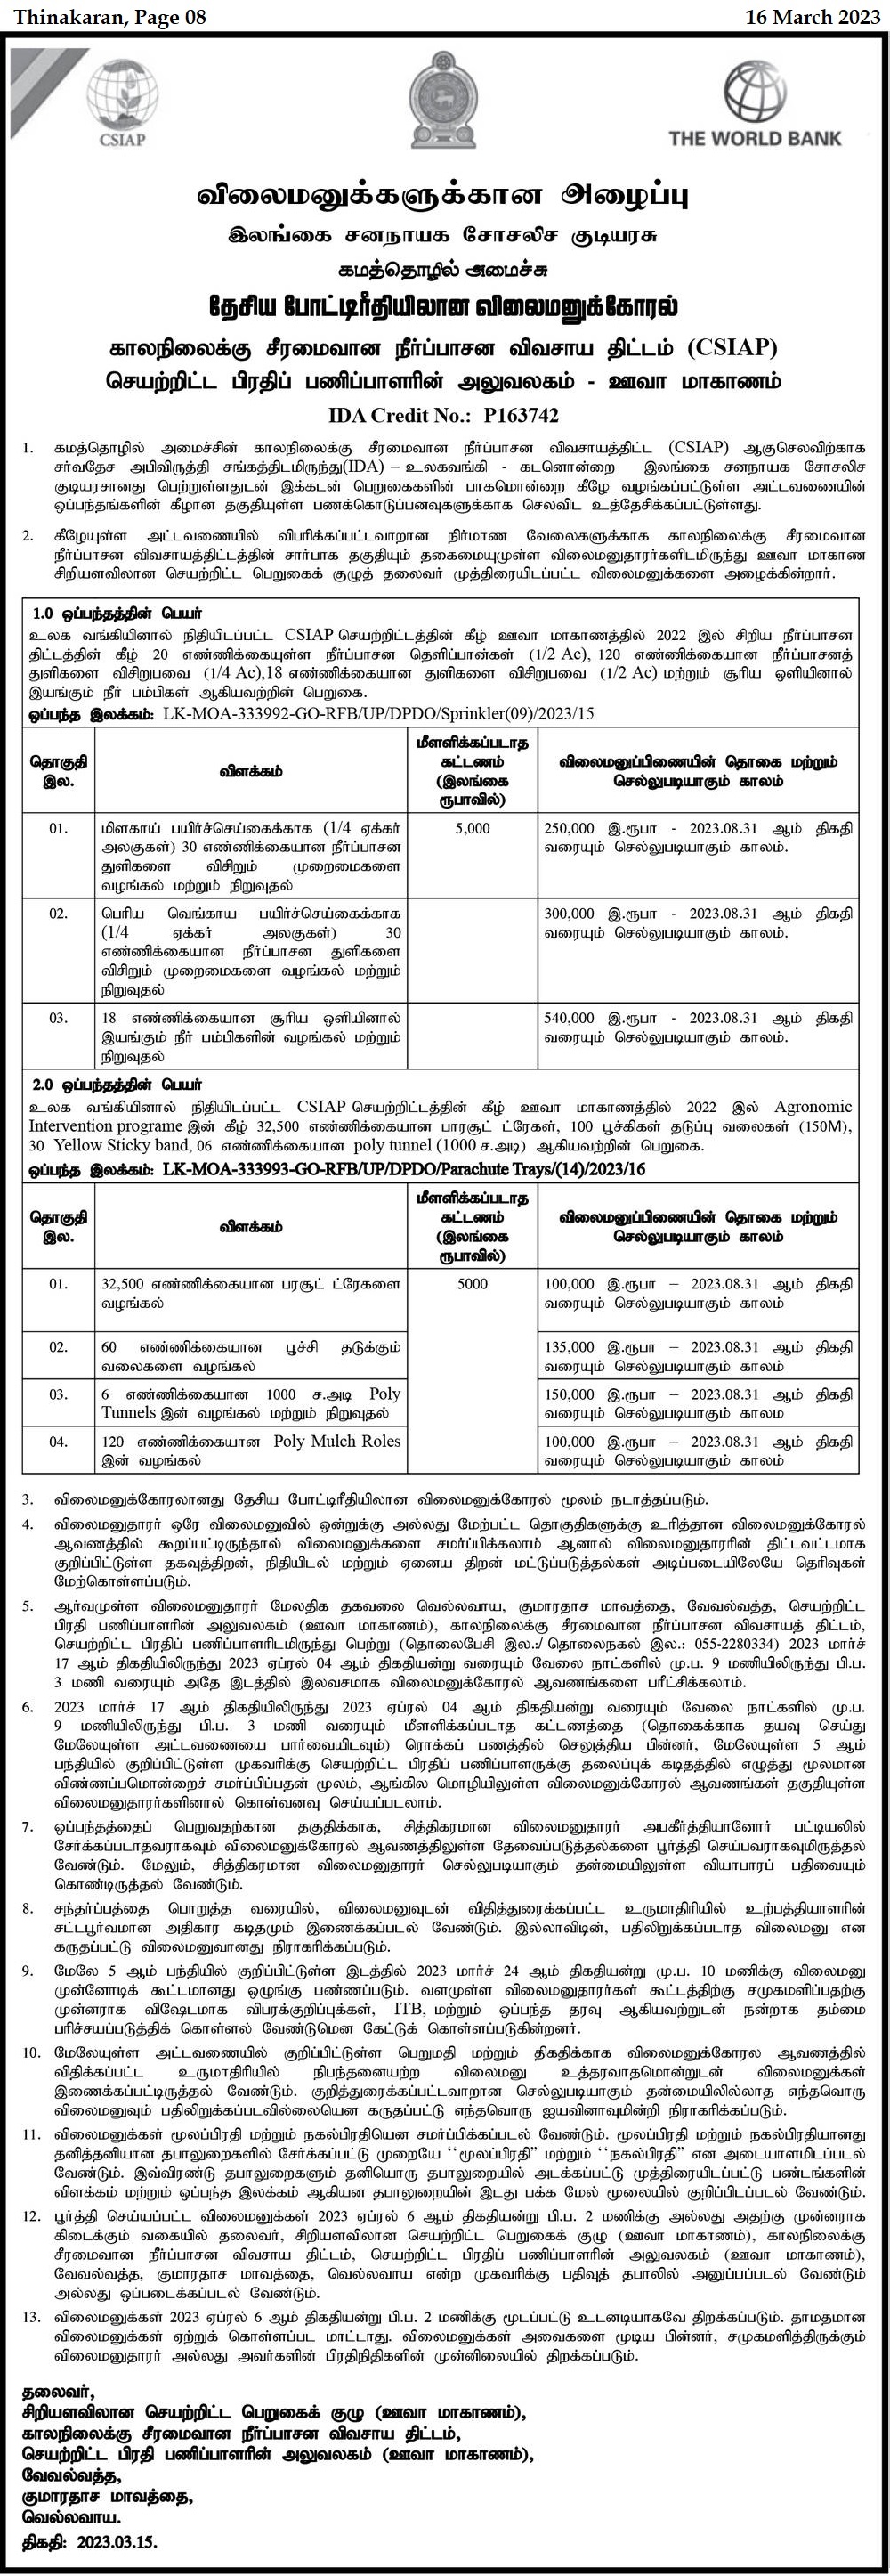 Thinakaran, Page 08
16 March 2023
CSIAP
THE WORLD BANK
விலைமனுக்களுக்கான அழைப்பு
இலங்கை சனநாயக சோசலிச குடியரசு
கமத்தொழில் அமைச்சு
தேசிய போட்டிரீதியிலான விலைமனுக்கோரல்
காலநிலைக்கு சீரமைவான நீர்ப்பாசன விவசாய திட்டம் (CSIAP)
செயற்றிட்ட பிரதிப் பணிப்பாளரின் அலுவலகம் - ஊவா மாகாணம்
IDA Credit No.: P163742
1. கமத்தொழில் அமைச்சின் காலநிலைக்கு சீரமைவான நீர்ப்பாசன விவசாயத்திட்ட (CSIAP) ஆகுசெலவிற்காக
சர்வதேச அபிவிருத்தி சங்கத்திடமிருந்து(IDA) – உலகவங்கி - கடனொன்றை இலங்கை சனநாயக சோசலிச
குடியரசானது பெற்றுள்ளதுடன் இக்கடன் பெறுகைகளின் பாகமொன்றை கீழே வழங்கப்பட்டுள்ள அட்டவணையின்
ஒப்பந்தங்களின் கீழான தகுதியுள்ள பணக்கொடுப்பனவுகளுக்காக செலவிட உத்தேசிக்கப்பட்டுள்ளது.
2. கீழேயுள்ள அட்டவணையில் விபரிக்கப்பட்டவாறான நிர்மாண வேலைகளுக்காக காலநிலைக்கு சீரமைவான
நீர்ப்பாசன விவசாயத்திட்டத்தின் சார்பாக தகுதியும் தகைமையுமுள்ள விலைமனுதாரர்களிடமிருந்து ஊவா மாகாண
சிறியளவிலான செயற்றிட்ட பெறுகைக் குழுத் தலைவர் முத்திரையிடப்பட்ட விலைமனுக்களை அழைக்கின்றார்.
1.0 ஒப்பந்தத்தின் பெயர்
உலக வங்கியினால் நிதியிடப்பட்ட CSIAP செயற்றிட்டத்தின் கீழ் ஊவா மாகாணத்தில் 2022 இல் சிறிய நீர்ப்பாசன
திட்டத்தின் கீழ் 20 எண்ணிக்கையுள்ள நீர்ப்பாசன தெளிப்பான்கள் (1/2 Ac), 120 எண்ணிக்கையான நீர்ப்பாசனத்
துளிகளை விசிறுபவை (1/4 Ac),18 எண்ணிக்கையான துளிகளை விசிறுபவை (1/2 Ac) மற்றும் சூரிய ஒளியினால்
இயங்கும் நீர் பம்பிகள் ஆகியவற்றின் பெறுகை.
ஒப்பந்த இலக்கம்: LK-MOA-333992-GO-RFB/UP/DPDO/Sprinkler(09)/2023/15
தொகுதி இல.
விளக்கம்
மீளளிக்கப்படாத கட்டணம் (இலங்கை ரூபாவில்)
விலைமனுப்பிணையின் தொகை மற்றும் செல்லுபடியாகும் காலம்
01.
மிளகாய் பயிர்ச்செய்கைக்காக (1/4 ஏக்கர்
அலகுகள்) 30 எண்ணிக்கையான நீர்ப்பாசன
துளிகளை விசிறும் முறைமைகளை
வழங்கல் மற்றும் நிறுவுதல்
5,000
250,000 இ.ரூபா - 2023.08.31 ஆம் திகதி
வரையும் செல்லுபடியாகும் காலம்.
02.
பெரிய வெங்காய பயிர்ச்செய்கைக்காக
(1/4 ஏக்கர் அலகுகள்) 30
எண்ணிக்கையான நீர்ப்பாசன துளிகளை
விசிறும் முறைமைகளை வழங்கல் மற்றும்
நிறுவுதல்
300,000 இ.ரூபா - 2023.08.31 ஆம் திகதி
வரையும் செல்லுபடியாகும் காலம்.
03.
18 எண்ணிக்கையான சூரிய ஒளியினால்
இயங்கும் நீர் பம்பிகளின் வழங்கல் மற்றும்
நிறுவுதல்
540,000 இ.ரூபா - 2023.08.31 ஆம் திகதி
வரையும் செல்லுபடியாகும் காலம்.
2.0 ஒப்பந்தத்தின் பெயர்
உலக வங்கியினால் நிதியிடப்பட்ட CSIAP செயற்றிட்டத்தின் கீழ் ஊவா மாகாணத்தில் 2022 இல் Agronomic
Intervention programe இன் கீழ் 32,500 எண்ணிக்கையான பாரசூட் ட்ரேகள், 100 பூச்சிகள் தடுப்பு வலைகள் (150M),
30 Yellow Sticky band, 06 எண்ணிக்கையான poly tunnel (1000 ச.அடி) ஆகியவற்றின் பெறுகை.
ஒப்பந்த இலக்கம்: LK-MOA-333993-GO-RFB/UP/DPDO/Parachute Trays/(14)/2023/16
தொகுதி இல.
விளக்கம்
மீளளிக்கப்படாத கட்டணம் (இலங்கை ரூபாவில்)
விலைமனுப்பிணையின் தொகை மற்றும் செல்லுபடியாகும் காலம்
01.
32,500 எண்ணிக்கையான பரசூட் ட்ரேகளை
வழங்கல்
5000
100,000 இ.ரூபா – 2023.08.31 ஆம் திகதி
வரையும் செல்லுபடியாகும் காலம்
02.
60 எண்ணிக்கையான பூச்சி தடுக்கும்
வலைகளை வழங்கல்
135,000 இ.ரூபா – 2023.08.31 ஆம் திகதி
வரையும் செல்லுபடியாகும் காலம்
03.
6 எண்ணிக்கையான 1000 ச.அடி Poly
Tunnels இன் வழங்கல் மற்றும் நிறுவுதல்
150,000 இ.ரூபா – 2023.08.31 ஆம் திகதி
வரையும் செல்லுபடியாகும் காலம
04.
120 எண்ணிக்கையான Poly Mulch Roles
இன் வழங்கல்
100,000 இ.ரூபா – 2023.08.31 ஆம் திகதி
வரையும் செல்லுபடியாகும் காலம்
3. விலைமனுக்கோரலானது தேசிய போட்டிரீதியிலான விலைமனுக்கோரல் மூலம் நடாத்தப்படும்.
4. விலைமனுதாரர் ஒரே விலைமனுவில் ஒன்றுக்கு அல்லது மேற்பட்ட தொகுதிகளுக்கு உரித்தான விலைமனுக்கோரல்
ஆவணத்தில் கூறப்பட்டிருந்தால் விலைமனுக்களை சமர்ப்பிக்கலாம் ஆனால் விலைமனுதாரரின் திட்டவட்டமாக
குறிப்பிட்டுள்ள தகவுத்திறன், நிதியிடல் மற்றும் ஏனைய திறன் மட்டுப்படுத்தல்கள் அடிப்படையிலேயே தெரிவுகள்
மேற்கொள்ளப்படும்.
5. ஆர்வமுள்ள விலைமனுதாரர் மேலதிக தகவலை வெல்லவாய, குமாரதாச மாவத்தை, வேவல்வத்த, செயற்றிட்ட
பிரதி பணிப்பாளரின் அலுவலகம் (ஊவா மாகாணம்), காலநிலைக்கு சீரமைவான நீர்ப்பாசன விவசாயத் திட்டம்,
செயற்றிட்ட பிரதிப் பணிப்பாளரிடமிருந்து பெற்று (தொலைபேசி இல.:/ தொலைநகல் இல.: 055-2280334) 2023 மார்ச்
17 ஆம் திகதியிலிருந்து 2023 ஏப்ரல் 04 ஆம் திகதியன்று வரையும் வேலை நாட்களில் மு.ப. 9 மணியிலிருந்து பி.ப.
3 மணி வரையும் அதே இடத்தில் இலவசமாக விலைமனுக்கோரல் ஆவணங்களை பரீட்சிக்கலாம்.
6. 2023 மார்ச் 17 ஆம் திகதியிலிருந்து 2023 ஏப்ரல் 04 ஆம் திகதியன்று வரையும் வேலை நாட்களில் மு.ப.
9 மணியிலிருந்து பி.ப. 3 மணி வரையும் மீளளிக்கப்படாத கட்டணத்தை (தொகைக்காக தயவு செய்து
மேலேயுள்ள அட்டவணையை பார்வையிடவும்) ரொக்கப் பணத்தில் செலுத்திய பின்னர், மேலேயுள்ள 5 ஆம்
பந்தியில் குறிப்பிட்டுள்ள முகவரிக்கு செயற்றிட்ட பிரதிப் பணிப்பாளருக்கு தலைப்புக் கடிதத்தில் எழுத்து மூலமான
விண்ணப்பமொன்றைச் சமர்ப்பிப்பதன் மூலம், ஆங்கில மொழியிலுள்ள விலைமனுக்கோரல் ஆவணங்கள் தகுதியுள்ள
விலைமனுதாரர்களினால் கொள்வனவு செய்யப்படலாம்.
7. ஒப்பந்தத்தைப் பெறுவதற்கான தகுதிக்காக, சித்திகரமான விலைமனுதாரர் அபகீர்த்தியானோர் பட்டியலில்
சேர்க்கப்படாதவராகவும் விலைமனுக்கோரல் ஆவணத்திலுள்ள தேவைப்படுத்தல்களை பூர்த்தி செய்பவராகவுமிருத்தல்
வேண்டும். மேலும், சித்திகரமான விலைமனுதாரர் செல்லுபடியாகும் தன்மையிலுள்ள வியாபாரப் பதிவையும்
கொண்டிருத்தல் வேண்டும்.
8. சந்தர்ப்பத்தை பொறுத்த வரையில், விலைமனுவுடன் விதித்துரைக்கப்பட்ட உருமாதிரியில் உற்பத்தியாளரின்
சட்டபூர்வமான அதிகார கடிதமும் இணைக்கப்படல் வேண்டும். இல்லாவிடின், பதிலிறுக்கப்படாத விலைமனு என
கருதப்பட்டு விலைமனுவானது நிராகரிக்கப்படும்.
9. மேலே 5 ஆம் பந்தியில் குறிப்பிட்டுள்ள இடத்தில் 2023 மார்ச் 24 ஆம் திகதியன்று மு.ப. 10 மணிக்கு விலைமனு
முன்னோடிக் கூட்டமானது ஒழுங்கு பண்ணப்படும். வளமுள்ள விலைமனுதாரர்கள் கூட்டத்திற்கு சமுகமளிப்பதற்கு
முன்னராக விஷேடமாக விபரக்குறிப்புக்கள், ITB, மற்றும் ஒப்பந்த தரவு ஆகியவற்றுடன் நன்றாக தம்மை
பரிச்சயப்படுத்திக் கொள்ளல் வேண்டுமென கேட்டுக் கொள்ளப்படுகின்றனர்.
10. மேலேயுள்ள அட்டவணையில் குறிப்பிட்டுள்ள பெறுமதி மற்றும் திகதிக்காக விலைமனுக்கோரல ஆவணத்தில்
விதிக்கப்பட்ட உருமாதிரியில் நிபந்தனையற்ற விலைமனு உத்தரவாதமொன்றுடன் விலைமனுக்கள்
இணைக்கப்பட்டிருத்தல் வேண்டும். குறித்துரைக்கப்பட்டவாறான செல்லுபடியாகும் தன்மையிலில்லாத எந்தவொரு
விலைமனுவும் பதிலிறுக்கப்படவில்லையென கருதப்பட்டு எந்தவொரு ஐயவினாவுமின்றி நிராகரிக்கப்படும்.
11. விலைமனுக்கள் மூலப்பிரதி மற்றும் நகல்பிரதியென சமர்ப்பிக்கப்படல் வேண்டும். மூலப்பிரதி மற்றும் நகல்பிரதியானது
தனித்தனியான தபாலுறைகளில் சேர்க்கப்பட்டு முறையே ‘‘மூலப்பிரதி” மற்றும் ‘‘நகல்பிரதி” என அடையாளமிடப்படல்
வேண்டும். இவ்விரண்டு தபாலுறைகளும் தனியொரு தபாலுறையில் அடக்கப்பட்டு முத்திரையிடப்பட்டு பண்டங்களின்
விளக்கம் மற்றும் ஒப்பந்த இலக்கம் ஆகியன தபாலுறையின் இடது பக்க மேல் மூலையில் குறிப்பிடப்படல் வேண்டும்.
12. பூர்த்தி செய்யப்பட்ட விலைமனுக்கள் 2023 ஏப்ரல் 6 ஆம் திகதியன்று பி.ப. 2 மணிக்கு அல்லது அதற்கு முன்னராக
கிடைக்கும் வகையில் தலைவர், சிறியளவிலான செயற்றிட்ட பெறுகைக் குழு (ஊவா மாகாணம்), காலநிலைக்கு
சீரமைவான நீர்ப்பாசன விவசாய திட்டம், செயற்றிட்ட பிரதிப் பணிப்பாளரின் அலுவலகம் (ஊவா மாகாணம்),
வேவல்வத்த, குமாரதாச மாவத்தை, வெல்லவாய என்ற முகவரிக்கு பதிவுத் தபாலில் அனுப்பப்படல் வேண்டும்
அல்லது ஒப்படைக்கப்படல் வேண்டும்.
13. விலைமனுக்கள் 2023 ஏப்ரல் 6 ஆம் திகதியன்று பி.ப. 2 மணிக்கு மூடப்பட்டு உடனடியாகவே திறக்கப்படும். தாமதமான
விலைமனுக்கள் ஏற்றுக் கொள்ளப்பட மாட்டாது. விலைமனுக்கள் அவைகளை மூடிய பின்னர், சமுகமளித்திருக்கும்
விலைமனுதாரர் அல்லது அவர்களின் பிரதிநிதிகளின் முன்னிலையில் திறக்கப்படும்.
தலைவர்,
சிறியளவிலான செயற்றிட்ட பெறுகைக் குழு (ஊவா மாகாணம்),
காலநிலைக்கு சீரமைவான நீர்ப்பாசன விவசாய திட்டம்,
செயற்றிட்ட பிரதி பணிப்பாளரின் அலுவலகம் (ஊவா மாகாணம்),
வேவல்வத்த,
குமாரதாச மாவத்தை,
வெல்லவாய.
திகதி: 2023.03.15.